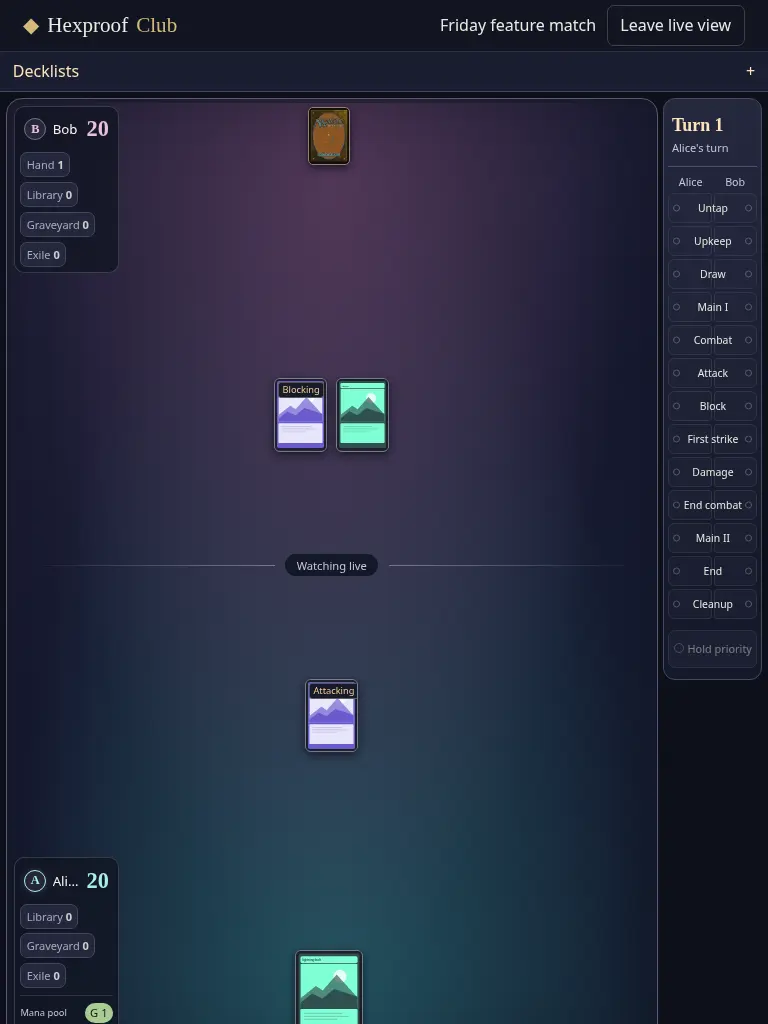 Hexproof Club
Friday feature match
Leave live view
Decklists
+
B Bob 20
Hand 1
Library 0
Graveyard 0
Exile 0
Blocking
Watching live
Attacking
A Ali... 20
Library 0
Graveyard 0
Exile 0
Mana pool G 1
Turn 1
Alice's turn
Alice Bob
Untap
Upkeep
Draw
Main I
Combat
Attack
Block
First strike
Damage
End combat
Main II
End
Cleanup
Hold priority